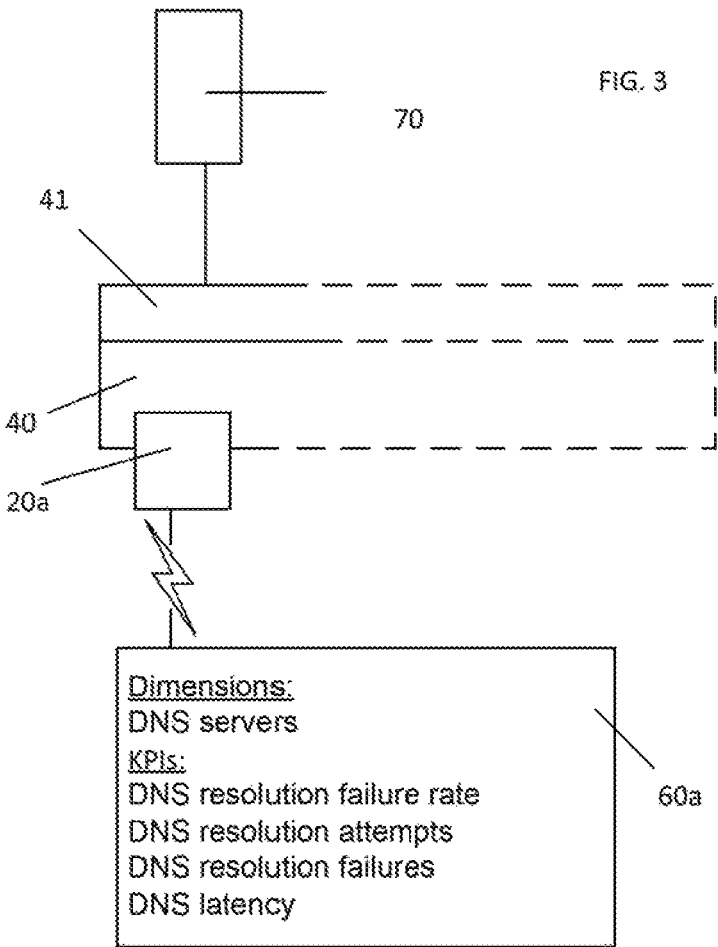 FIG. 3
70
41
40
20a
Dimensions:
DNS servers
KPIs:
DNS resolution failure rate
DNS resolution attempts
DNS resolution failures
DNS latency
60a